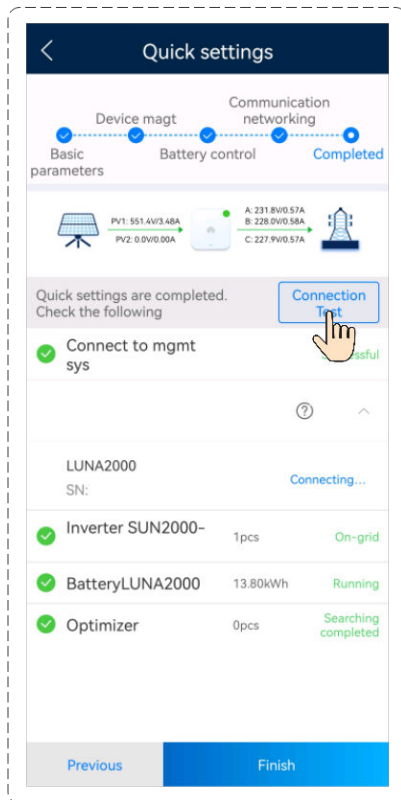 Quick settings
Communication
Device magt networking
Basic Battery control Completed
parameters
PV1: 551.4V/3.48A
PV2: 0.0V/0.00A
A: 231.8V/0.57A
B: 228.0V/0.58A
C: 227.9V/0.57A
Quick settings are completed.
Check the following
Connection
Test
Connect to mgmt
sys
LUNA2000
SN:
Connecting...
Inverter SUN2000- 1pcs On-grid
BatteryLUNA2000 13.80kWh Running
Optimizer 0pcs Searching
completed
Previous Finish